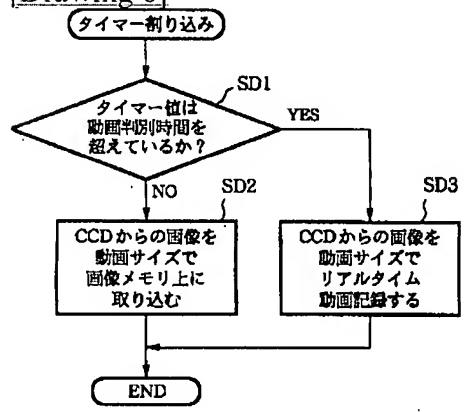 タイマー割り込み
SD1
タイマー値は
動画判別時間を
超えているか？
YES
NO
SD2
SD3
CCDからの画像を
動画サイズで
画像メモリ上に
取り込む
CCDからの画像を
動画サイズで
リアルタイム
動画記録する
END